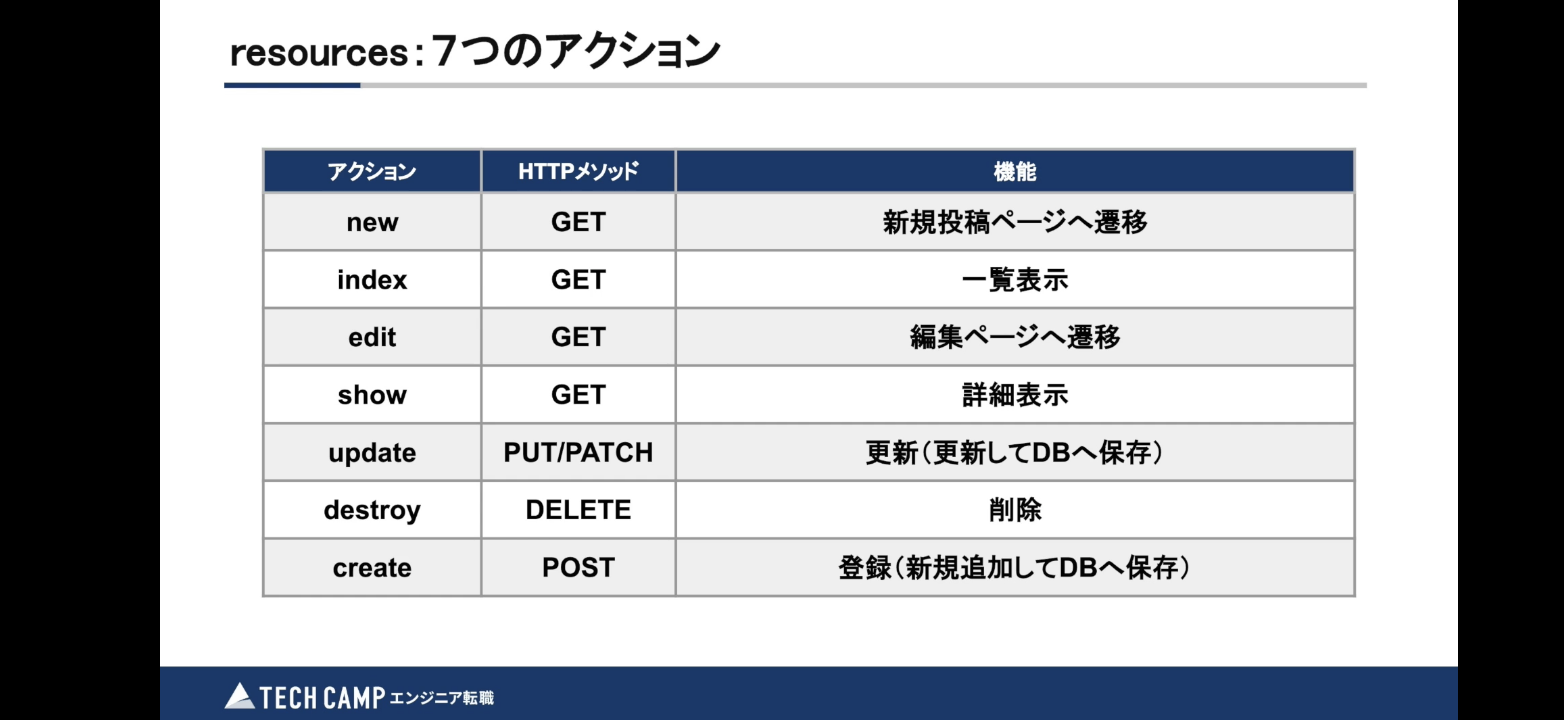 resources：７つのアクション
アクション HTTPメソッド 機能
new GET 新規投稿ページへ遷移
index GET 一覧表示
edit GET 編集ページへ遷移
show GET 詳細表示
update PUT/PATCH 更新（更新してDBへ保存）
destroy DELETE 削除
create POST 登録（新規追加してDBへ保存）
TECH CAMP エンジニア転職